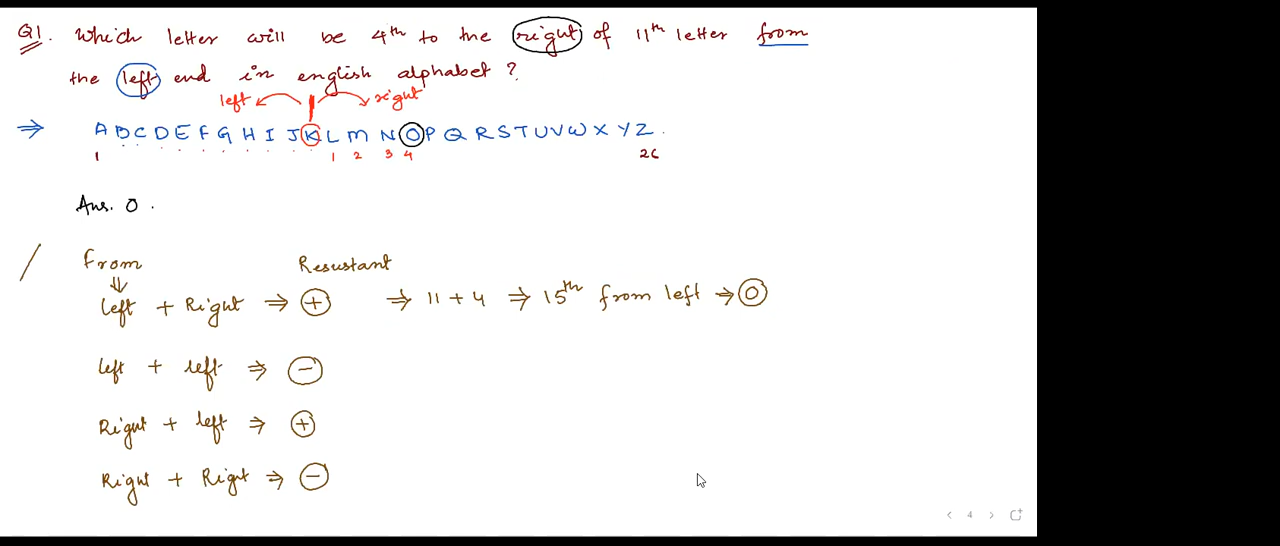 Q1. Which letter will be 4th to the right of 11th letter from
the left end in english alphabet ?
left right
⇒ A B C D E F G H I J K L M N O P Q R S T U V W X Y Z .
1 1 2 3 4 26
Ans. O .
From Resustant
⇓
left + Right ⇒ + ⇒ 11 + 4 ⇒ 15th from left → O
left + left ⇒ −
Right + left ⇒ +
Right + Right ⇒ −
< 4 >